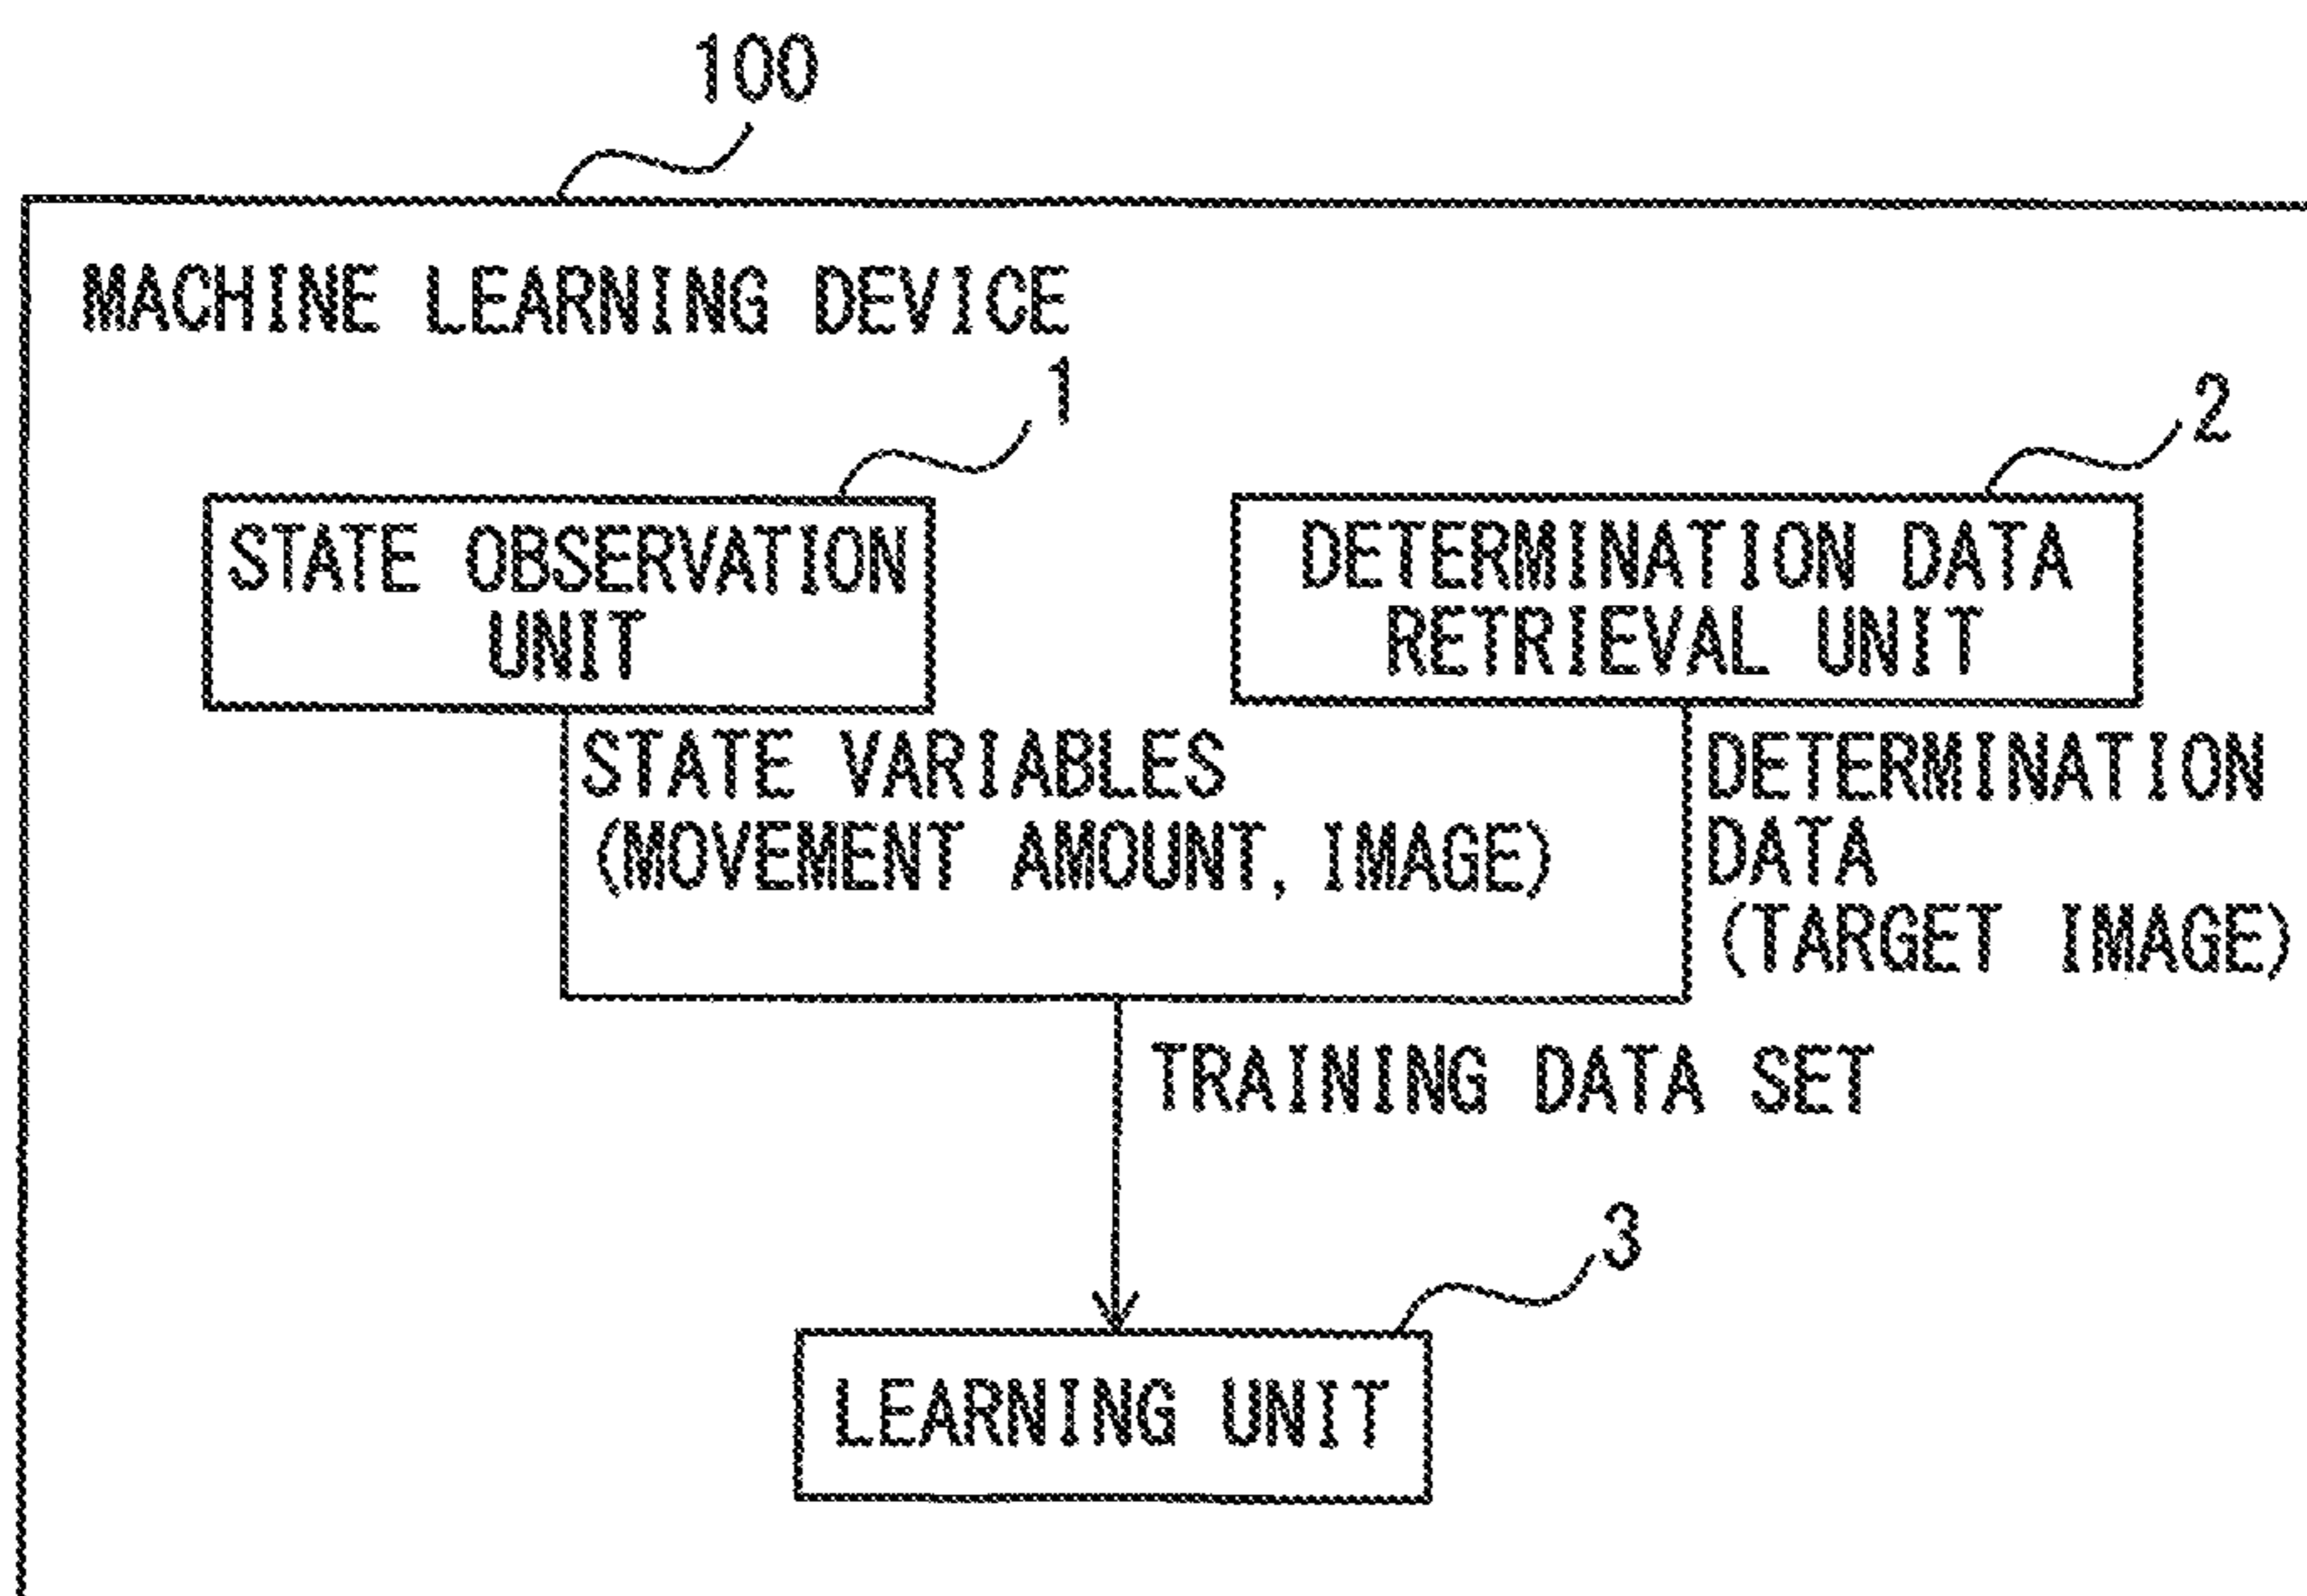 100
MACHINE LEARNING DEVICE
1
2
STATE OBSERVATION
UNIT
DETERMINATION DATA
RETRIEVAL UNIT
STATE VARIABLES
(MOVEMENT AMOUNT, IMAGE)
DETERMINATION
DATA
(TARGET IMAGE)
TRAINING DATA SET
3
LEARNING UNIT